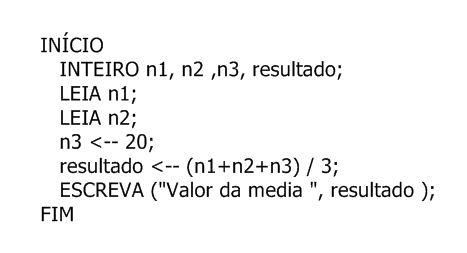 INÍCIO
INTEIRO n1, n2 ,n3, resultado;
LEIA n1;
LEIA n2;
n3 <-- 20;
resultado <-- (n1+n2+n3) / 3;
ESCREVA ("Valor da media ", resultado );
FIM